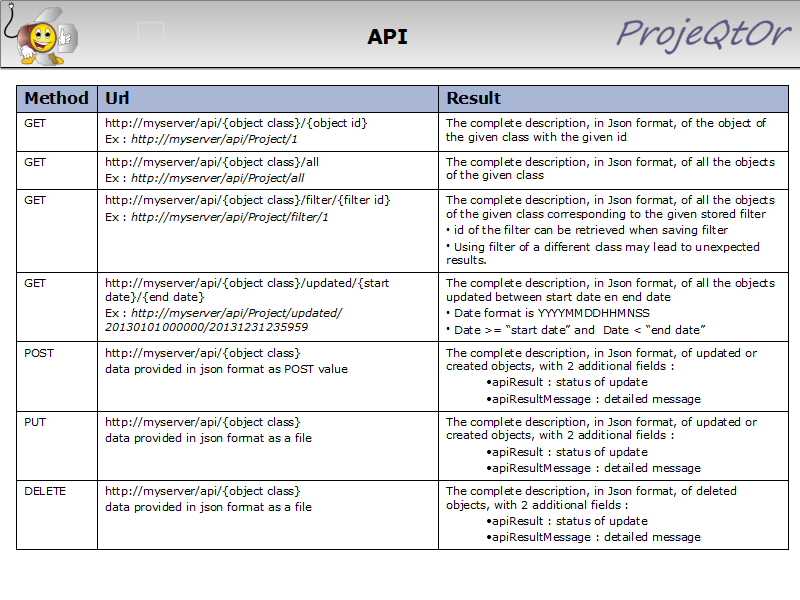 API
ProjeQtOr
Method Url Result
GET
http://myserver/api/{object class}/{object id}
Ex : http://myserver/api/Project/1
The complete description, in Json format, of the object of
the given class with the given id
GET
http://myserver/api/{object class}/all
Ex : http://myserver/api/Project/all
The complete description, in Json format, of all the objects
of the given class
GET
http://myserver/api/{object class}/filter/{filter id}
Ex : http://myserver/api/Project/filter/1
The complete description, in Json format, of all the objects
of the given class corresponding to the given stored filter
• id of the filter can be retrieved when saving filter
• Using filter of a different class may lead to unexpected
results.
GET
http://myserver/api/{object class}/updated/{start
date}/{end date}
Ex : http://myserver/api/Project/updated/
20130101000000/20131231235959
The complete description, in Json format, of all the objects
updated between start date en end date
• Date format is YYYYMMDDHHMNSS
• Date >= “start date” and  Date < “end date”
POST
http://myserver/api/{object class}
data provided in json format as POST value
The complete description, in Json format, of updated or
created objects, with 2 additional fields :
•apiResult : status of update
•apiResultMessage : detailed message
PUT
http://myserver/api/{object class}
data provided in json format as a file
The complete description, in Json format, of updated or
created objects, with 2 additional fields :
•apiResult : status of update
•apiResultMessage : detailed message
DELETE
http://myserver/api/{object class}
data provided in json format as a file
The complete description, in Json format, of deleted
objects, with 2 additional fields :
•apiResult : status of update
•apiResultMessage : detailed message